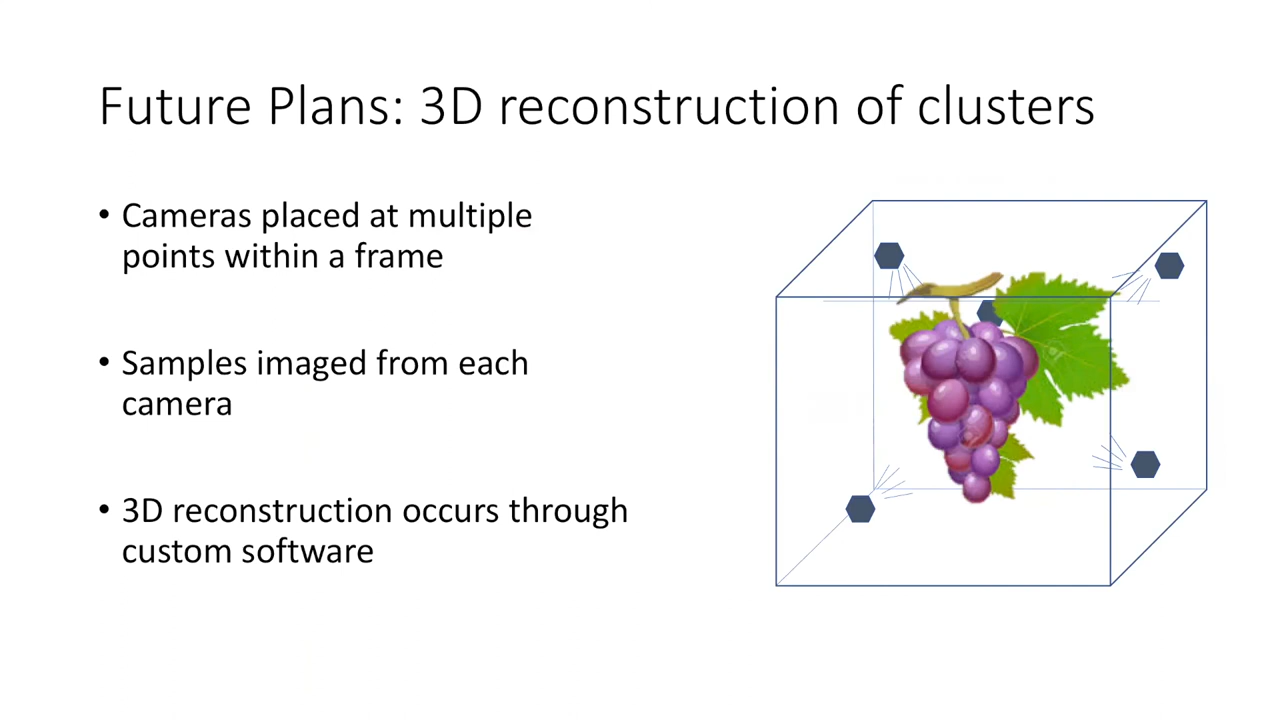 Future Plans: 3D reconstruction of clusters
• Cameras placed at multiple
points within a frame
• Samples imaged from each
camera
• 3D reconstruction occurs through
custom software